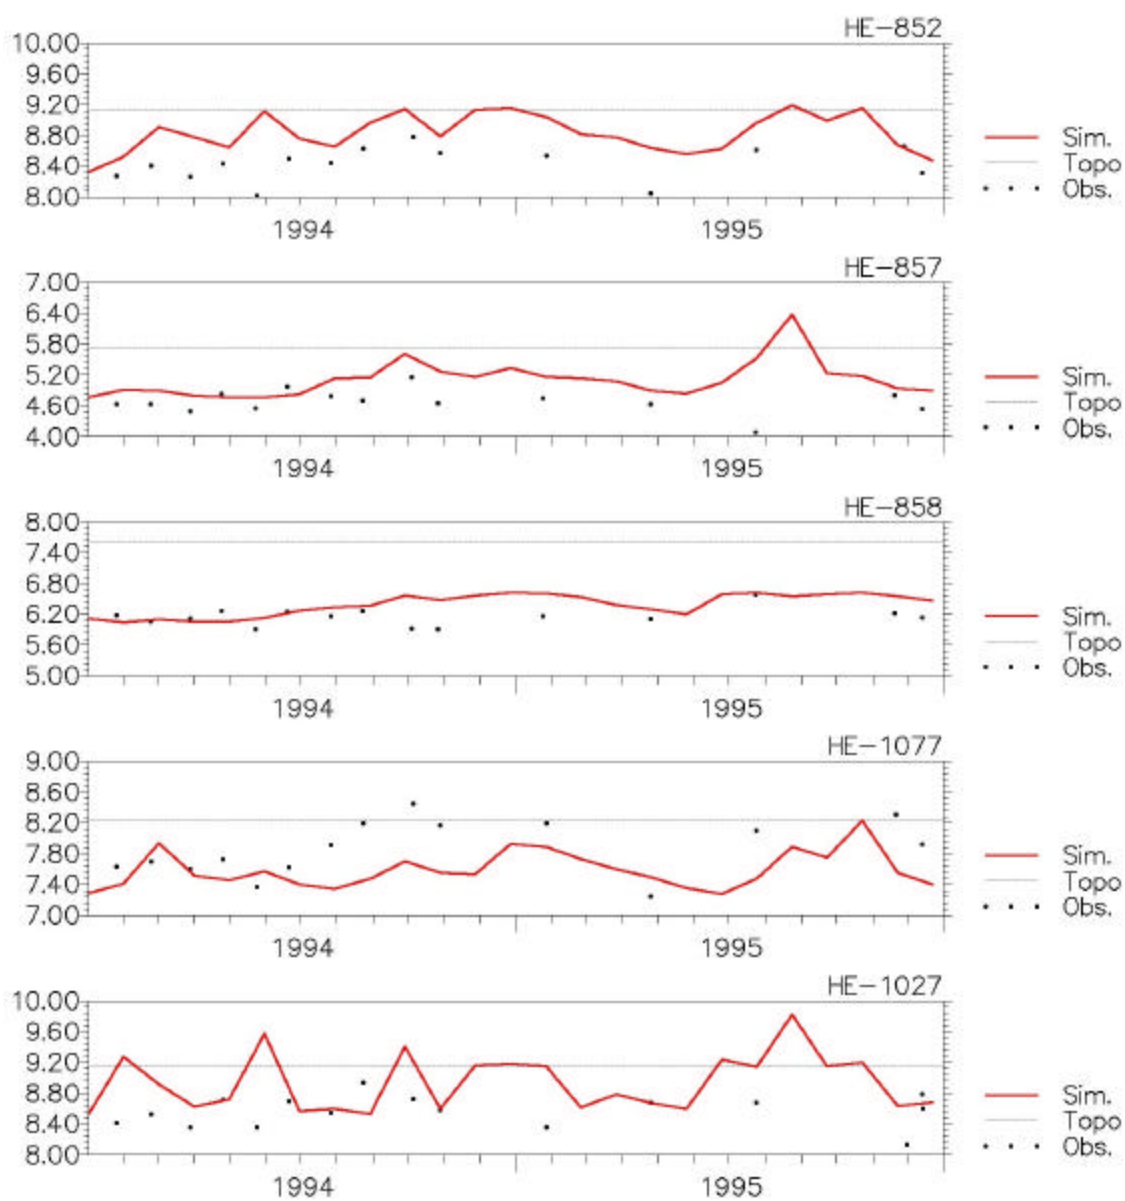 HE-852
10.00
9.60
9.20
8.80
8.40
8.00
Sim.
Topo
Obs.
1994 1995
HE-857
7.00
6.40
5.80
5.20
4.60
4.00
Sim.
Topo
Obs.
1994 1995
HE-858
8.00
7.40
6.80
6.20
5.60
5.00
Sim.
Topo
Obs.
1994 1995
HE-1077
9.00
8.60
8.20
7.80
7.40
7.00
Sim.
Topo
Obs.
1994 1995
HE-1027
10.00
9.60
9.20
8.80
8.40
8.00
Sim.
Topo
Obs.
1994 1995